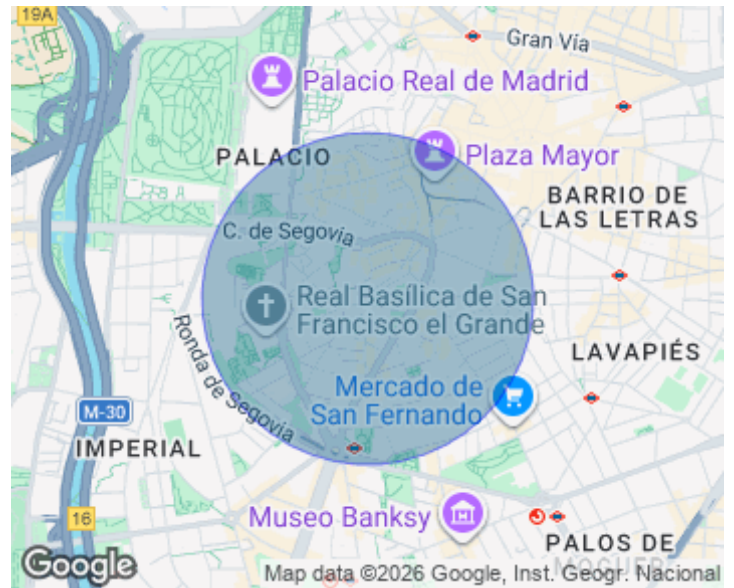 19A
Gran Vía
Palacio Real de Madrid
PALACIO
Plaza Mayor
BARRIO DE
LAS LETRAS
C. de Segovia
Real Basílica de San
Francisco el Grande
Ronda de Segovia
LAVAPIÉS
Mercado de
San Fernando
M-30
IMPERIAL
16
Museo Banksy
PALOS DE
MOGUER
Google
Map data ©2026 Google, Inst. Geogr. Nacional